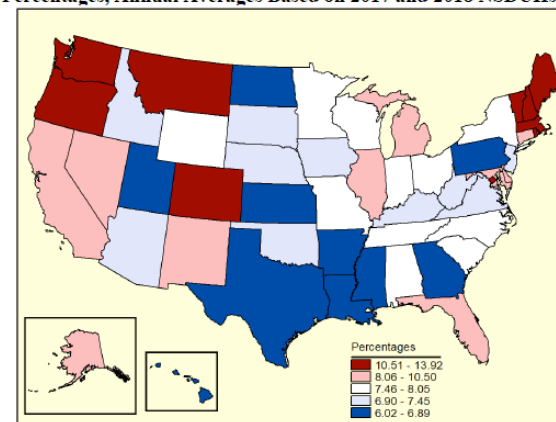 Percentages, Annual Averages Based on 2017 and 2018 NSDUHs
Percentages
10.51 - 13.92
8.06 - 10.50
7.46 - 8.05
6.90 - 7.45
6.02 - 6.89